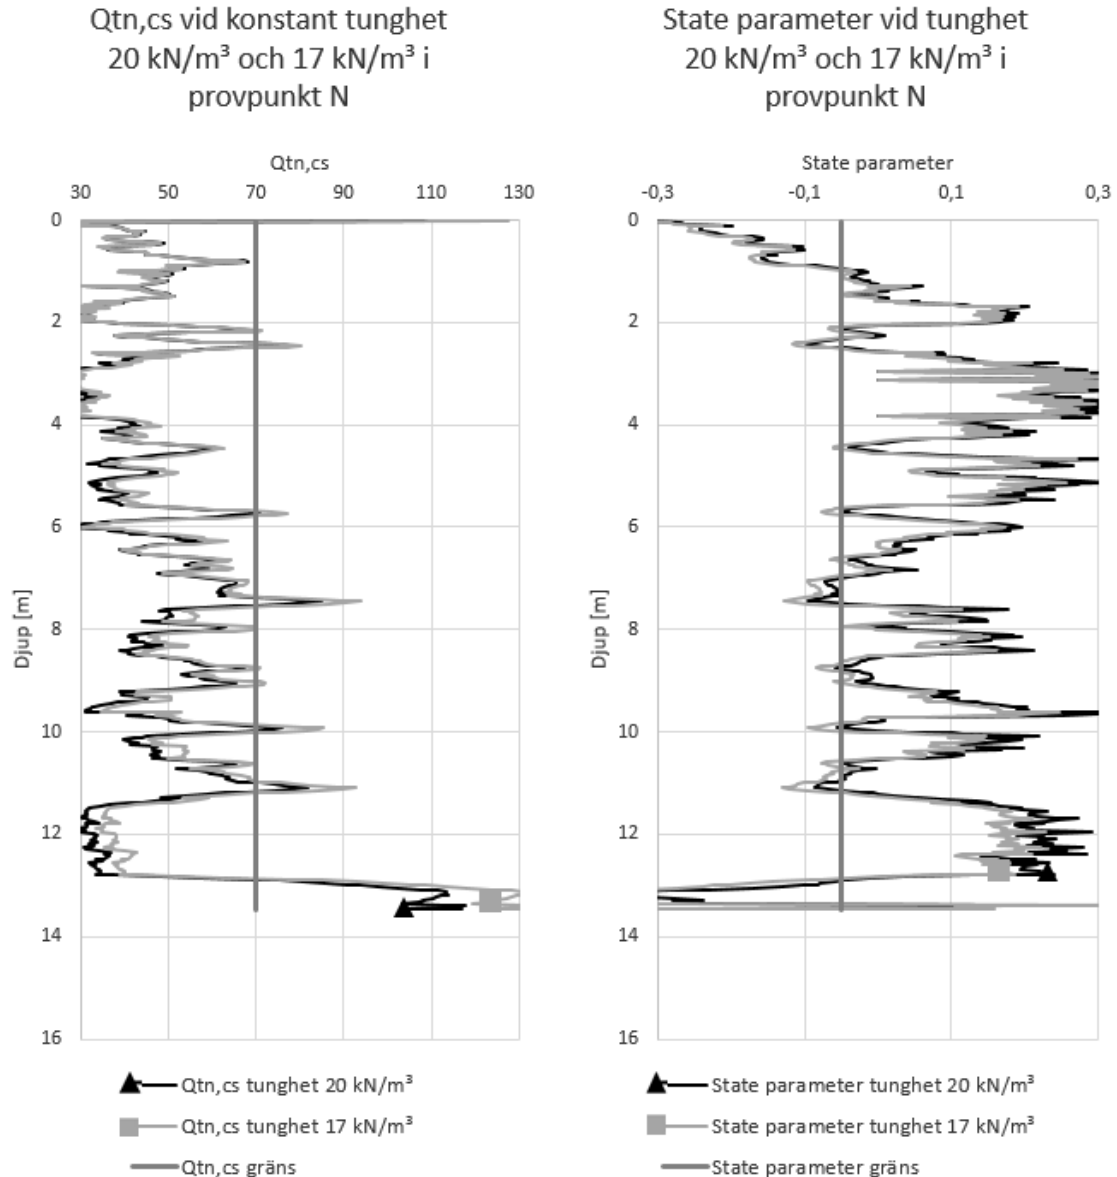 Qtn,cs vid konstant tunghet
20 kN/m³ och 17 kN/m³ i
provpunkt N
Qtn,cs
30 50 70 90 110 130
0
2
4
6
8
10
12
14
16
Djup [m]
Qtn,cs tunghet 20 kN/m³
Qtn,cs tunghet 17 kN/m³
Qtn,cs gräns
State parameter vid tunghet
20 kN/m³ och 17 kN/m³ i
provpunkt N
State parameter
-0,3 -0,1 0,1 0,3
0
2
4
6
8
10
12
14
16
Djup [m]
State parameter tunghet 20 kN/m³
State parameter tunghet 17 kN/m³
State parameter gräns